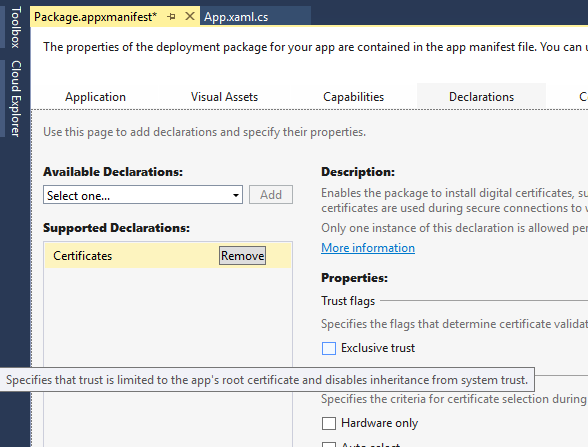 Toolbox
Cloud Explorer
Package.appxmanifest*
App.xaml.cs
The properties of the deployment package for your app are contained in the app manifest file. You can
Application
Visual Assets
Capabilities
Declarations
Use this page to add declarations and specify their properties.
Available Declarations:
Select one...
Add
Supported Declarations:
Certificates
Remove
Description:
Enables the package to install digital certificates,
certificates are used during secure connections to
Only one instance of this declaration is allowed
More information
Properties:
Trust flags
Specifies the flags that determine certificate
Exclusive trust
Specifies that trust is limited to the app's root certificate and disables inheritance from system trust.
Specifies the criteria for certificate selection during
Hardware only
Auto select